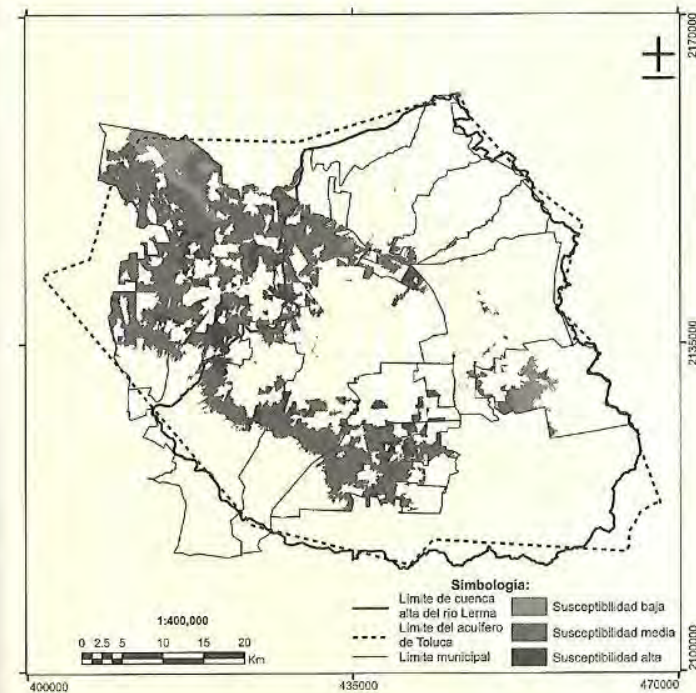 2170000
2135000
2100000
Simbología:
Límite de cuenca
alta del río Lerma
Límite del acuífero
de Toluca
Límite municipal
Susceptibilidad baja
Susceptibilidad media
Susceptibilidad alta
1:400,000
0 2.5 5 10 15 20
Km
400000 435000 470000